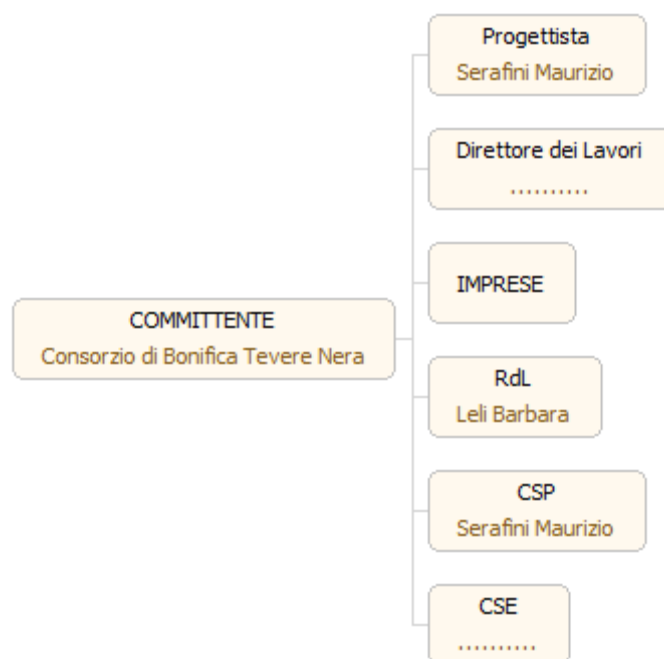 Progettista
Serafini Maurizio
Direttore dei Lavori
..........
IMPRESE
COMMITTENTE
Consorzio di Bonifica Tevere Nera
RdL
Leli Barbara
CSP
Serafini Maurizio
CSE
..........